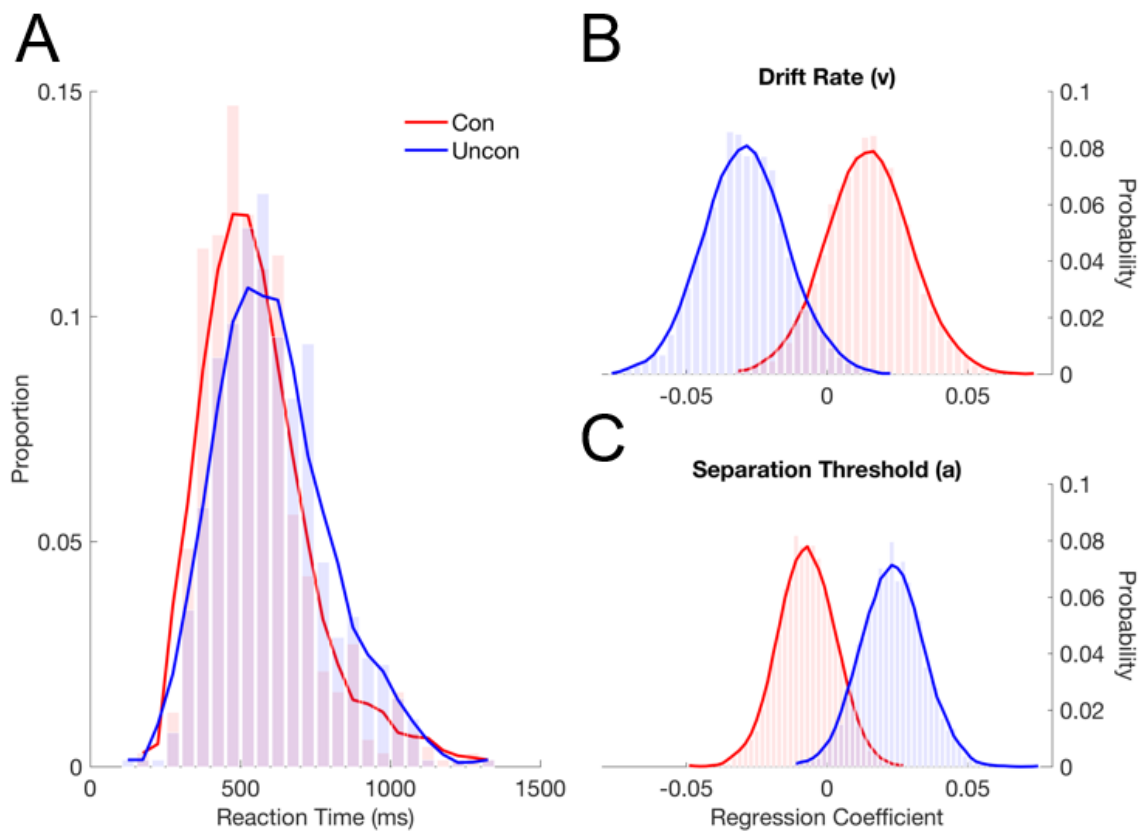 A
0.15
0.1
0.05
0
0
500
1000
1500
Proportion
Reaction Time (ms)
Con
Uncon
B
Drift Rate (v)
0.1
0.08
0.06
0.04
0.02
0
-0.05
0
0.05
Probability
C
Separation Threshold (a)
0.1
0.08
0.06
0.04
0.02
0
-0.05
0
0.05
Probability
Regression Coefficient